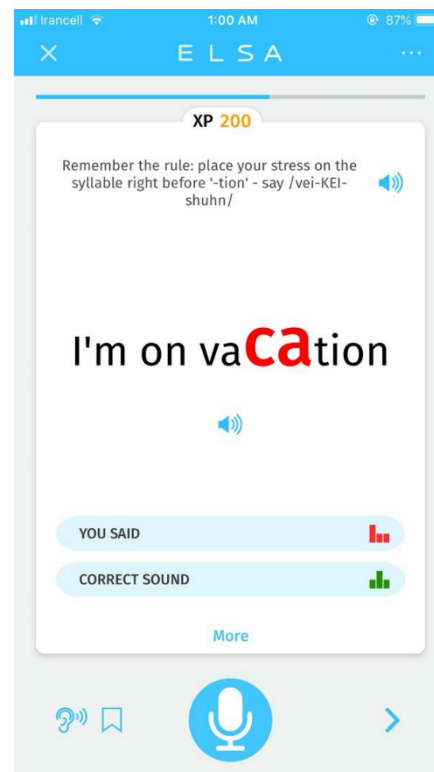 Irancell 1:00 AM 87%
E L S A
XP 200
Remember the rule: place your stress on the
syllable right before '-tion' - say /vei-KEI-
shuhn/
I'm on vacation
YOU SAID
CORRECT SOUND
More